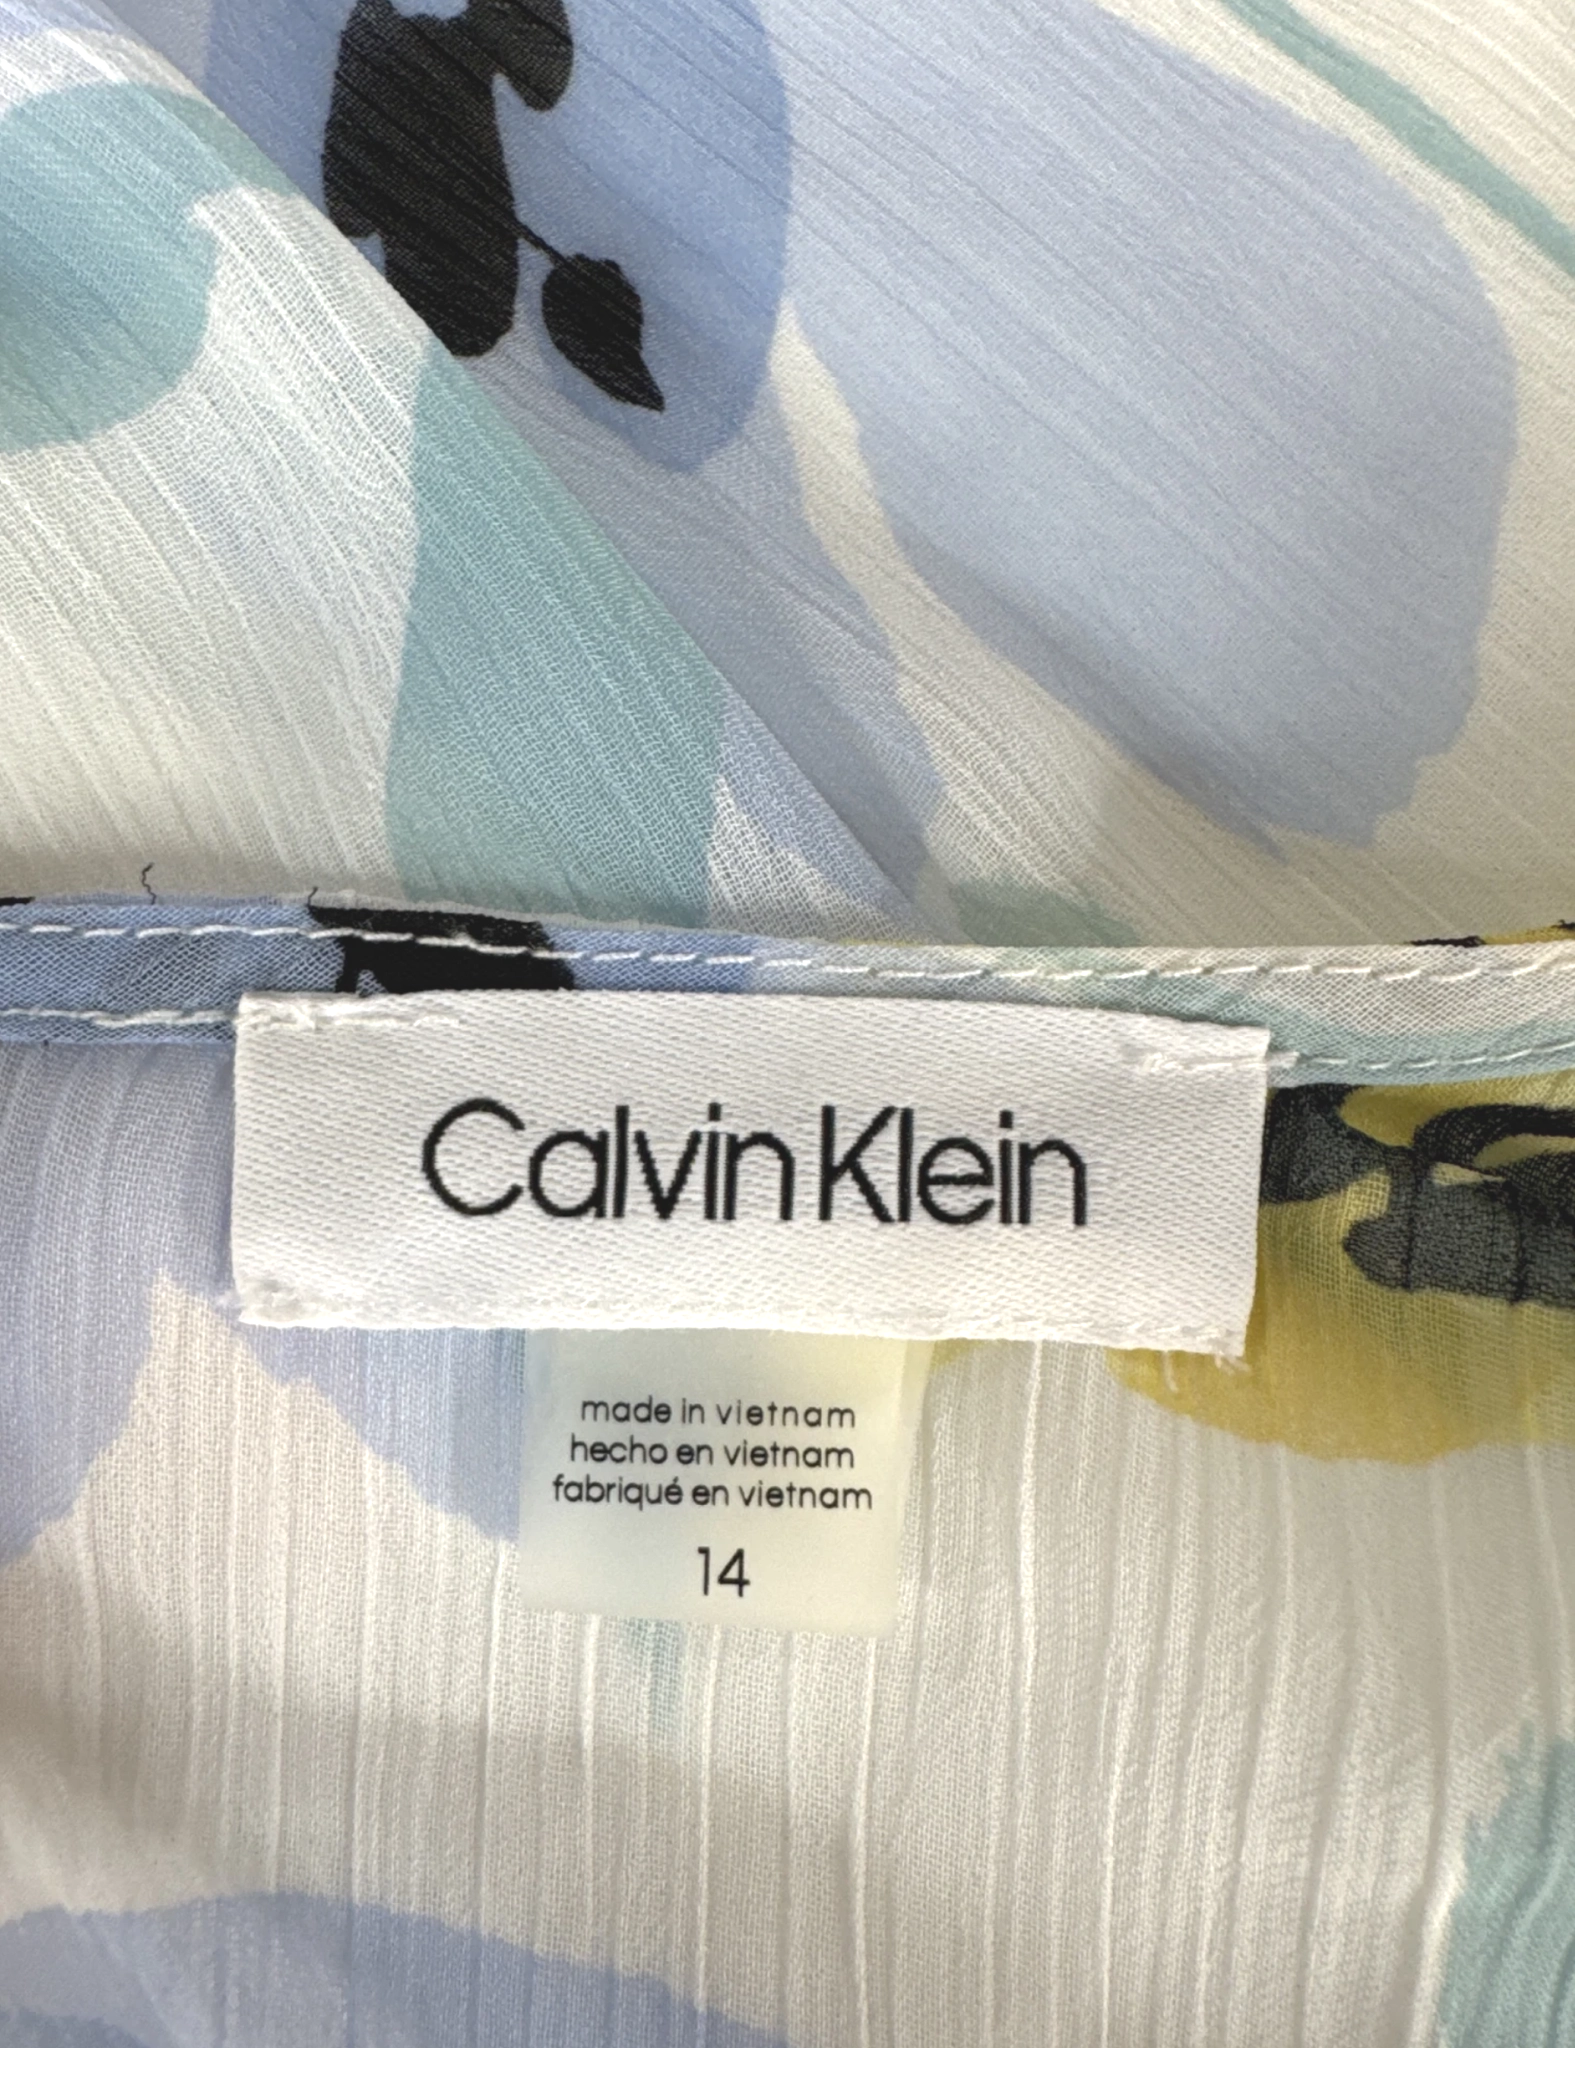 Calvin Klein
made in vietnam
hecho en vietnam
fabriqué en vietnam
14